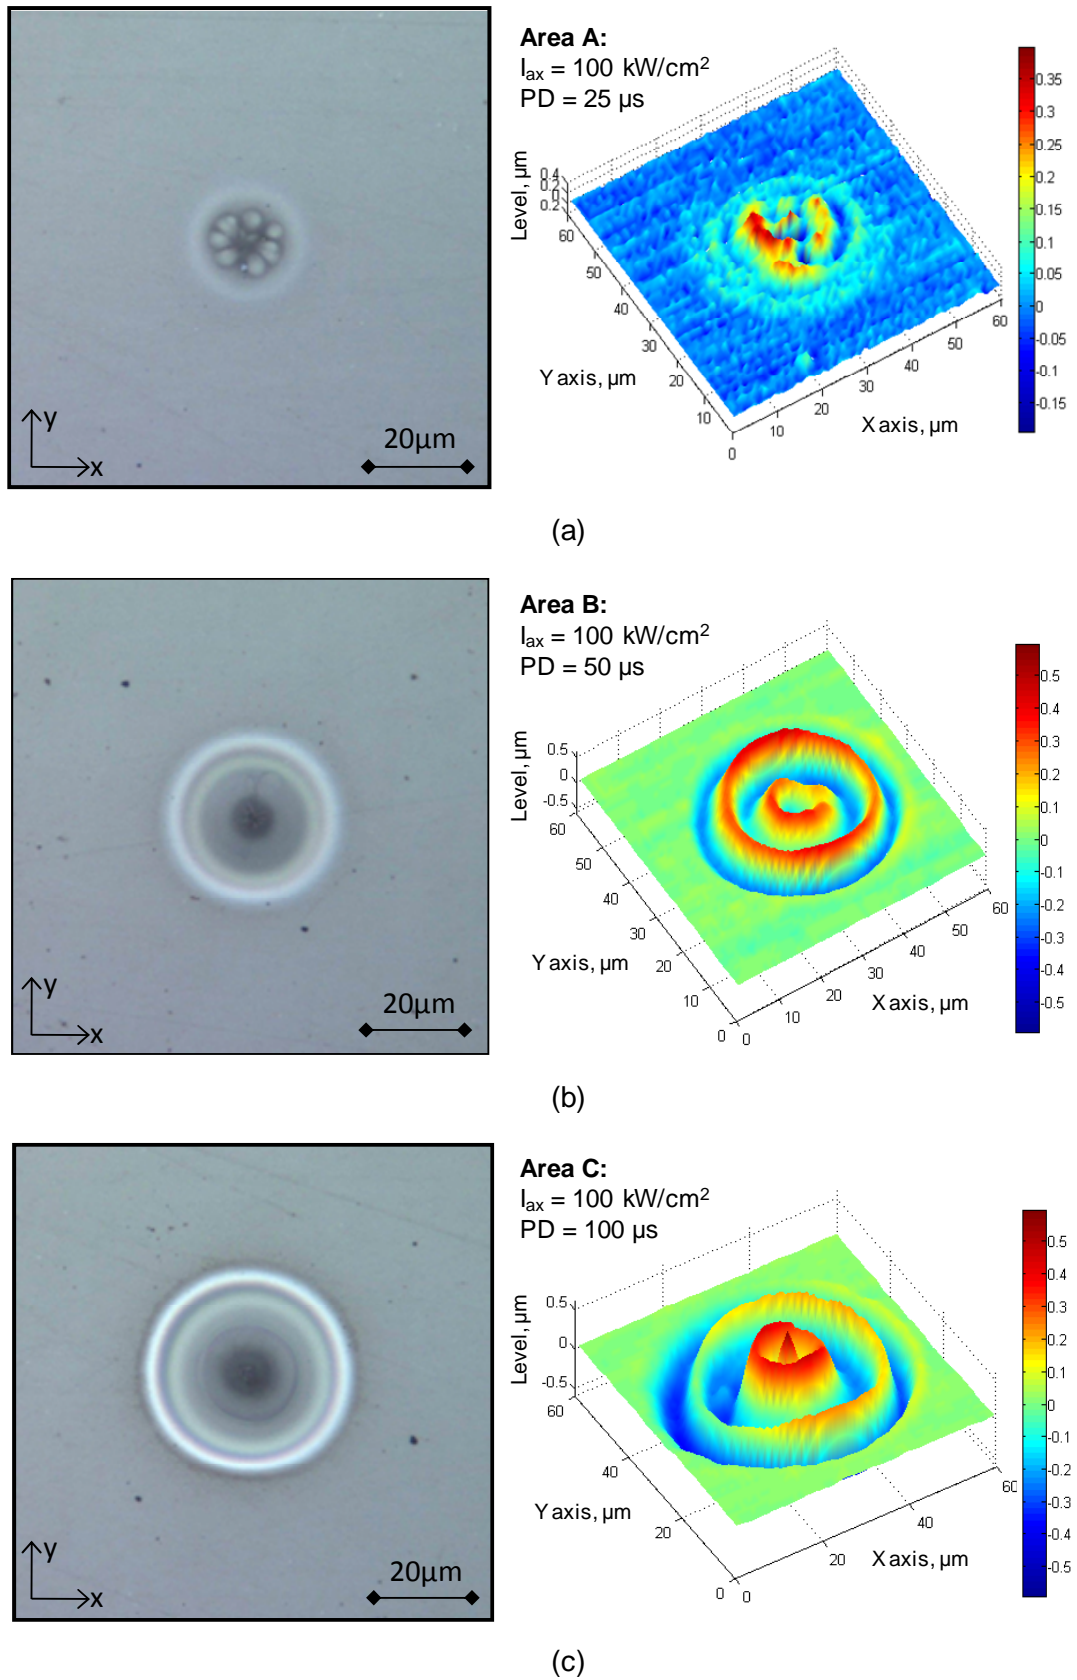 Area A:
I_ax = 100 kW/cm²
PD = 25 µs
Level, µm
0.4
0.2
0
0.2
60
50
40
30
20
10
Y axis, µm
0
10
20
30
40
50
60
X axis, µm
0.35
0.3
0.25
0.2
0.15
0.1
0.05
0
-0.05
-0.1
-0.15
y
x
20µm
(a)
Area B:
I_ax = 100 kW/cm²
PD = 50 µs
Level, µm
0.5
0
-0.5
60
50
40
30
20
10
0
Y axis, µm
0
10
20
30
40
50
60
X axis, µm
0.5
0.4
0.3
0.2
0.1
0
-0.1
-0.2
-0.3
-0.4
-0.5
y
x
20µm
(b)
Area C:
I_ax = 100 kW/cm²
PD = 100 µs
Level, µm
0.5
0
-0.5
60
40
20
0
Y axis, µm
0
20
40
60
X axis, µm
0.5
0.4
0.3
0.2
0.1
0
-0.1
-0.2
-0.3
-0.4
-0.5
y
x
20µm
(c)